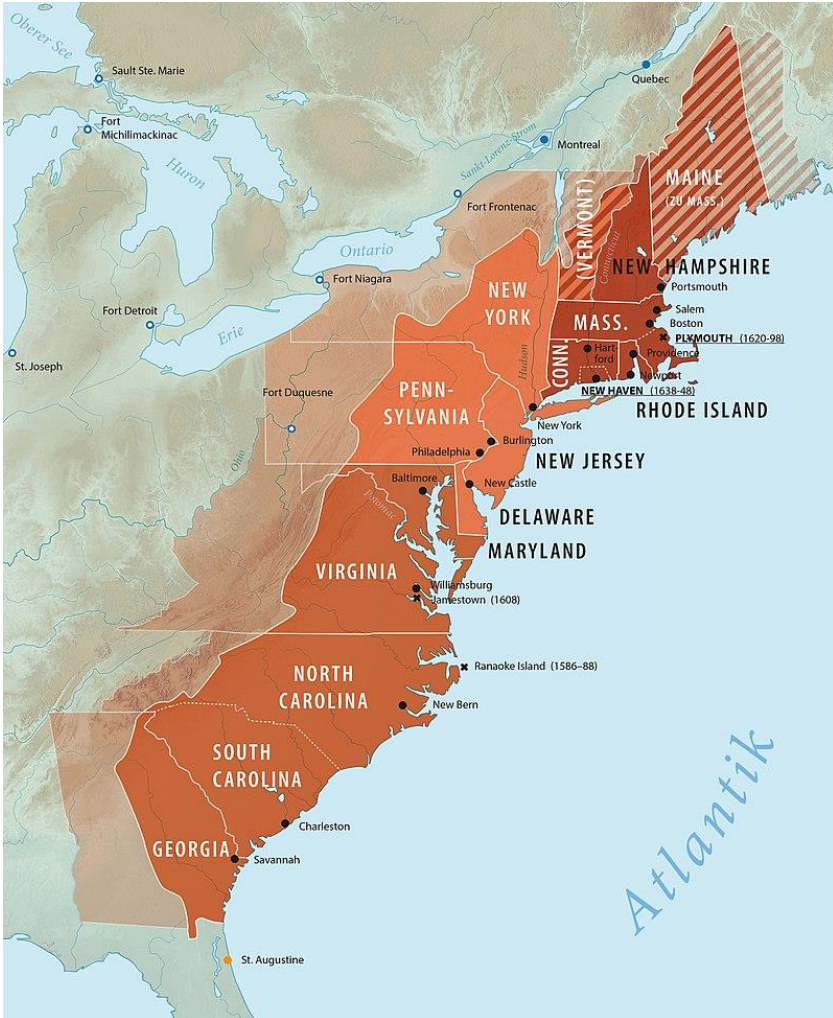 Oberer See
Sault Ste. Marie
Quebec
Fort
Michilimackinac
Huron
Sankt-Lorenz-Strom
Montreal
MAINE
(ZU MASS.)
(VERMONT)
Connecticut
Fort Frontenac
Ontario
NEW HAMPSHIRE
Fort Niagara
Portsmouth
NEW
YORK
Salem
Fort Detroit
MASS.
Boston
Erie
PLYMOUTH (1620-98)
St. Joseph
Hart-
ford
Providence
Hudson
CONN.
Newport
PENN-
SYLVANIA
Fort Duquesne
NEW HAVEN (1638-48)
RHODE ISLAND
New York
Burlington
Philadelphia
Ohio
NEW JERSEY
Baltimore
New Castle
Potomac
DELAWARE
MARYLAND
VIRGINIA
Williamsburg
Jamestown (1608)
Ranaoke Island (1586–88)
NORTH
CAROLINA
New Bern
SOUTH
CAROLINA
Atlantik
Charleston
GEORGIA
Savannah
St. Augustine